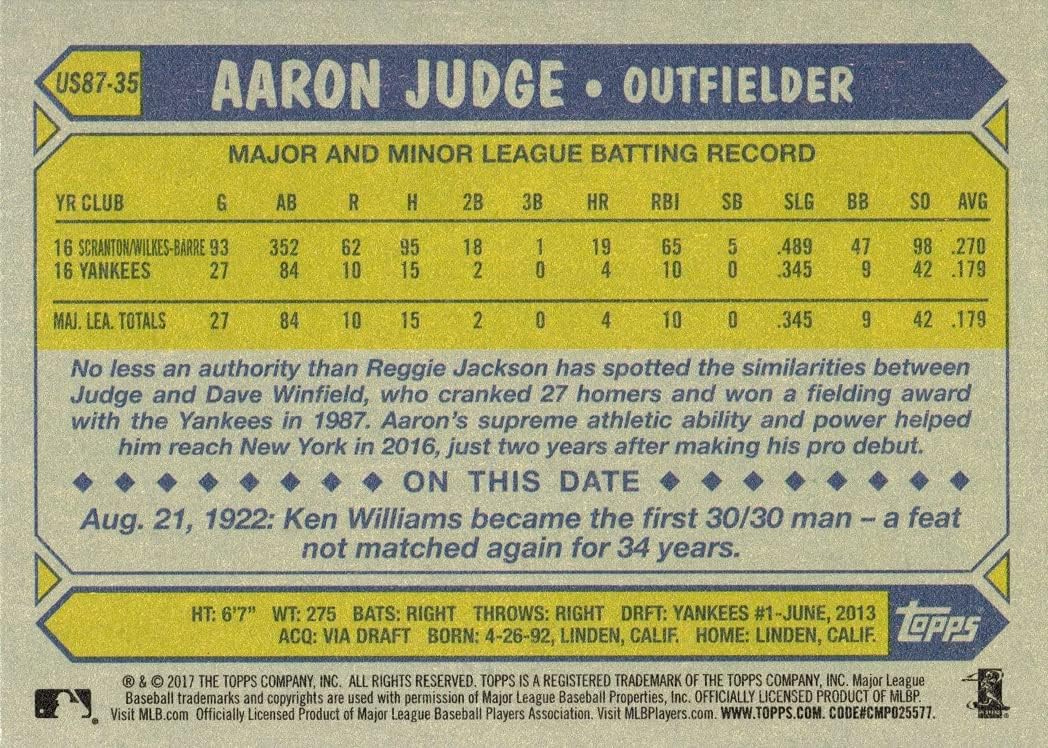 US87-35 AARON JUDGE • OUTFIELDER
MAJOR AND MINOR LEAGUE BATTING RECORD
YR CLUB G AB R H 2B 3B HR RBI SB SLG BB SO AVG
16 SCRANTON/WILKES-BARRE 93 352 62 95 18 1 19 65 5 .489 47 98 .270
16 YANKEES 27 84 10 15 2 0 4 10 0 .345 9 42 .179
MAJ. LEA. TOTALS 27 84 10 15 2 0 4 10 0 .345 9 42 .179
No less an authority than Reggie Jackson has spotted the similarities between
Judge and Dave Winfield, who cranked 27 homers and won a fielding award
with the Yankees in 1987. Aaron's supreme athletic ability and power helped
him reach New York in 2016, just two years after making his pro debut.
ON THIS DATE
Aug. 21, 1922: Ken Williams became the first 30/30 man – a feat
not matched again for 34 years.
HT: 6'7" WT: 275 BATS: RIGHT THROWS: RIGHT DRFT: YANKEES #1-JUNE, 2013
ACQ: VIA DRAFT BORN: 4-26-92, LINDEN, CALIF. HOME: LINDEN, CALIF.
topps
® & © 2017 THE TOPPS COMPANY, INC. ALL RIGHTS RESERVED. TOPPS IS A REGISTERED TRADEMARK OF THE TOPPS COMPANY, INC. Major League
Baseball trademarks and copyrights are used with permission of Major League Baseball Properties, Inc. OFFICIALLY LICENSED PRODUCT OF MLBP.
Visit MLB.com Officially Licensed Product of Major League Baseball Players Association. Visit MLBPlayers.com. WWW.TOPPS.COM. CODE#CMP025577.